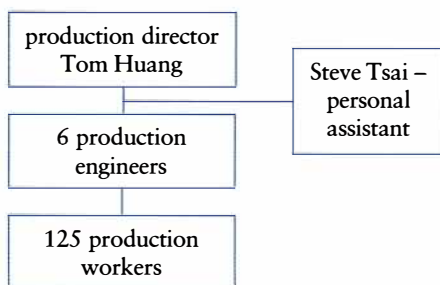 production director
Tom Huang
Steve Tsai –
personal
assistant
6 production
engineers
125 production
workers